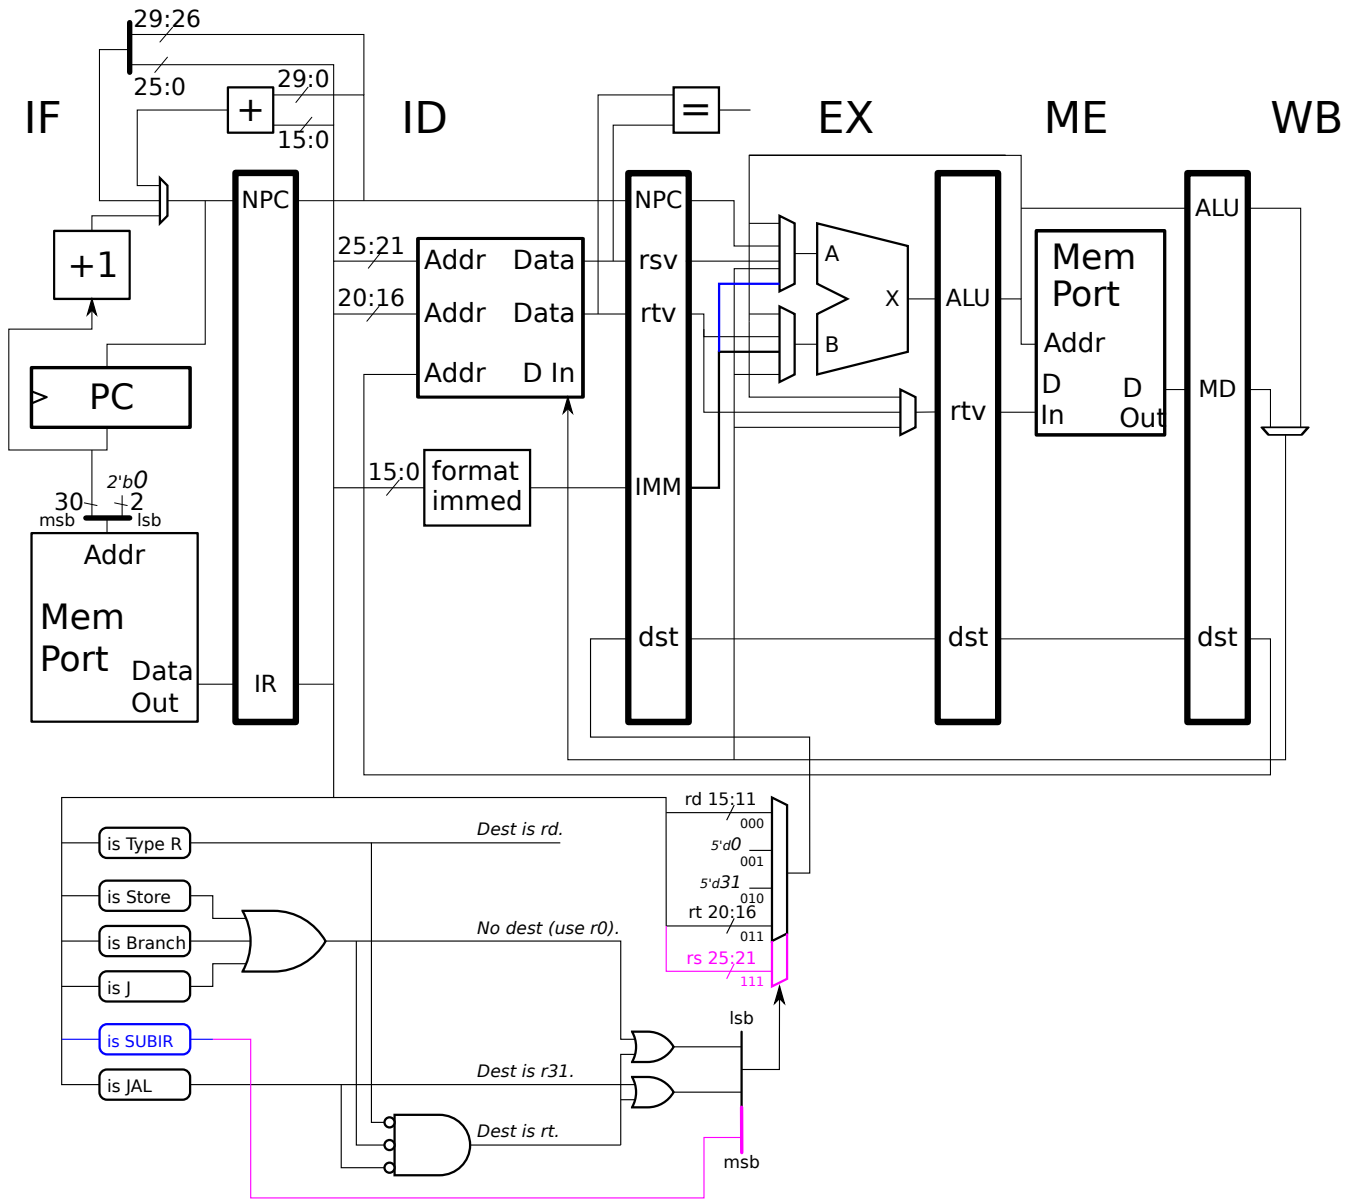 29:26
25:0
29:0
15:0
+
=
IF
ID
EX
ME
WB
NPC
NPC
ALU
+1
25:21
Addr
Data
rsv
A
Mem
Port
20:16
Addr
Data
rtv
X
ALU
B
Addr
Addr
D In
PC
D
In
D
Out
MD
rtv
15:0
format
immed
IMM
2'b0
30
2
msb
lsb
Addr
Mem
Port
Data
Out
IR
dst
dst
dst
rd 15:11
000
5'd0
001
5'd31
010
rt 20:16
011
rs 25:21
111
is Type R
Dest is rd.
is Store
is Branch
No dest (use r0).
is J
is SUBIR
is JAL
Dest is r31.
Dest is rt.
lsb
msb